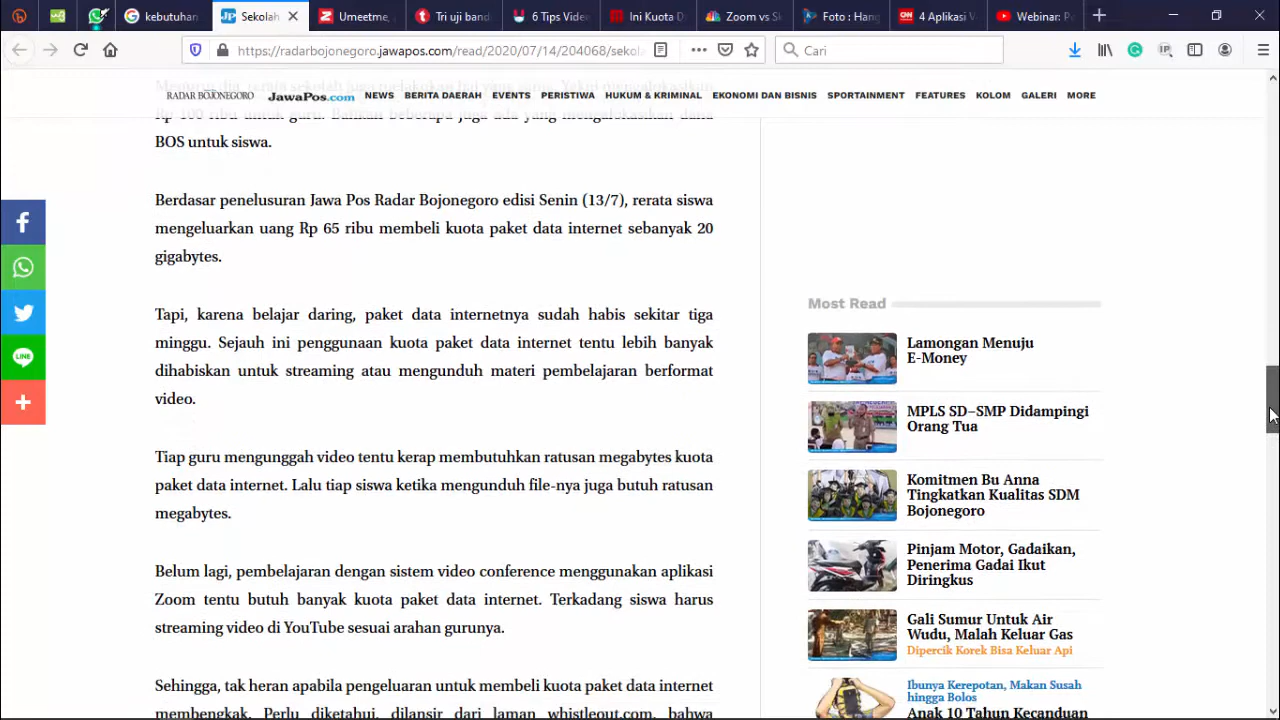 kebutuhan
Sekolah
Umeetme,
Tri uji band
6 Tips Vide
Ini Kuota D
Zoom vs Sk
Foto : Hang
4 Aplikasi V
Webinar: Pe
https://radarbojonegoro.jawapos.com/read/2020/07/14/204068/sekola
Cari
RADAR BOJONEGORO
JawaPos.com
NEWS BERITA DAERAH EVENTS PERISTIWA HUKUM & KRIMINAL EKONOMI DAN BISNIS SPORTAINMENT FEATURES KOLOM GALERI MORE
BOS untuk siswa.
Berdasar penelusuran Jawa Pos Radar Bojonegoro edisi Senin (13/7), rerata siswa
mengeluarkan uang Rp 65 ribu membeli kuota paket data internet sebanyak 20
gigabytes.
Tapi, karena belajar daring, paket data internetnya sudah habis sekitar tiga
minggu. Sejauh ini penggunaan kuota paket data internet tentu lebih banyak
dihabiskan untuk streaming atau mengunduh materi pembelajaran berformat
video.
Tiap guru mengunggah video tentu kerap membutuhkan ratusan megabytes kuota
paket data internet. Lalu tiap siswa ketika mengunduh file-nya juga butuh ratusan
megabytes.
Belum lagi, pembelajaran dengan sistem video conference menggunakan aplikasi
Zoom tentu butuh banyak kuota paket data internet. Terkadang siswa harus
streaming video di YouTube sesuai arahan gurunya.
Sehingga, tak heran apabila pengeluaran untuk membeli kuota paket data internet
membengkak. Perlu diketahui, dilansir dari laman whistleout.com, bahwa
Most Read
Lamongan Menuju
E-Money
MPLS SD–SMP Didampingi
Orang Tua
Komitmen Bu Anna
Tingkatkan Kualitas SDM
Bojonegoro
Pinjam Motor, Gadaikan,
Penerima Gadai Ikut
Diringkus
Gali Sumur Untuk Air
Wudu, Malah Keluar Gas
Dipercik Korek Bisa Keluar Api
Ibunya Kerepotan, Makan Susah
hingga Bolos
Anak 10 Tahun Kecanduan